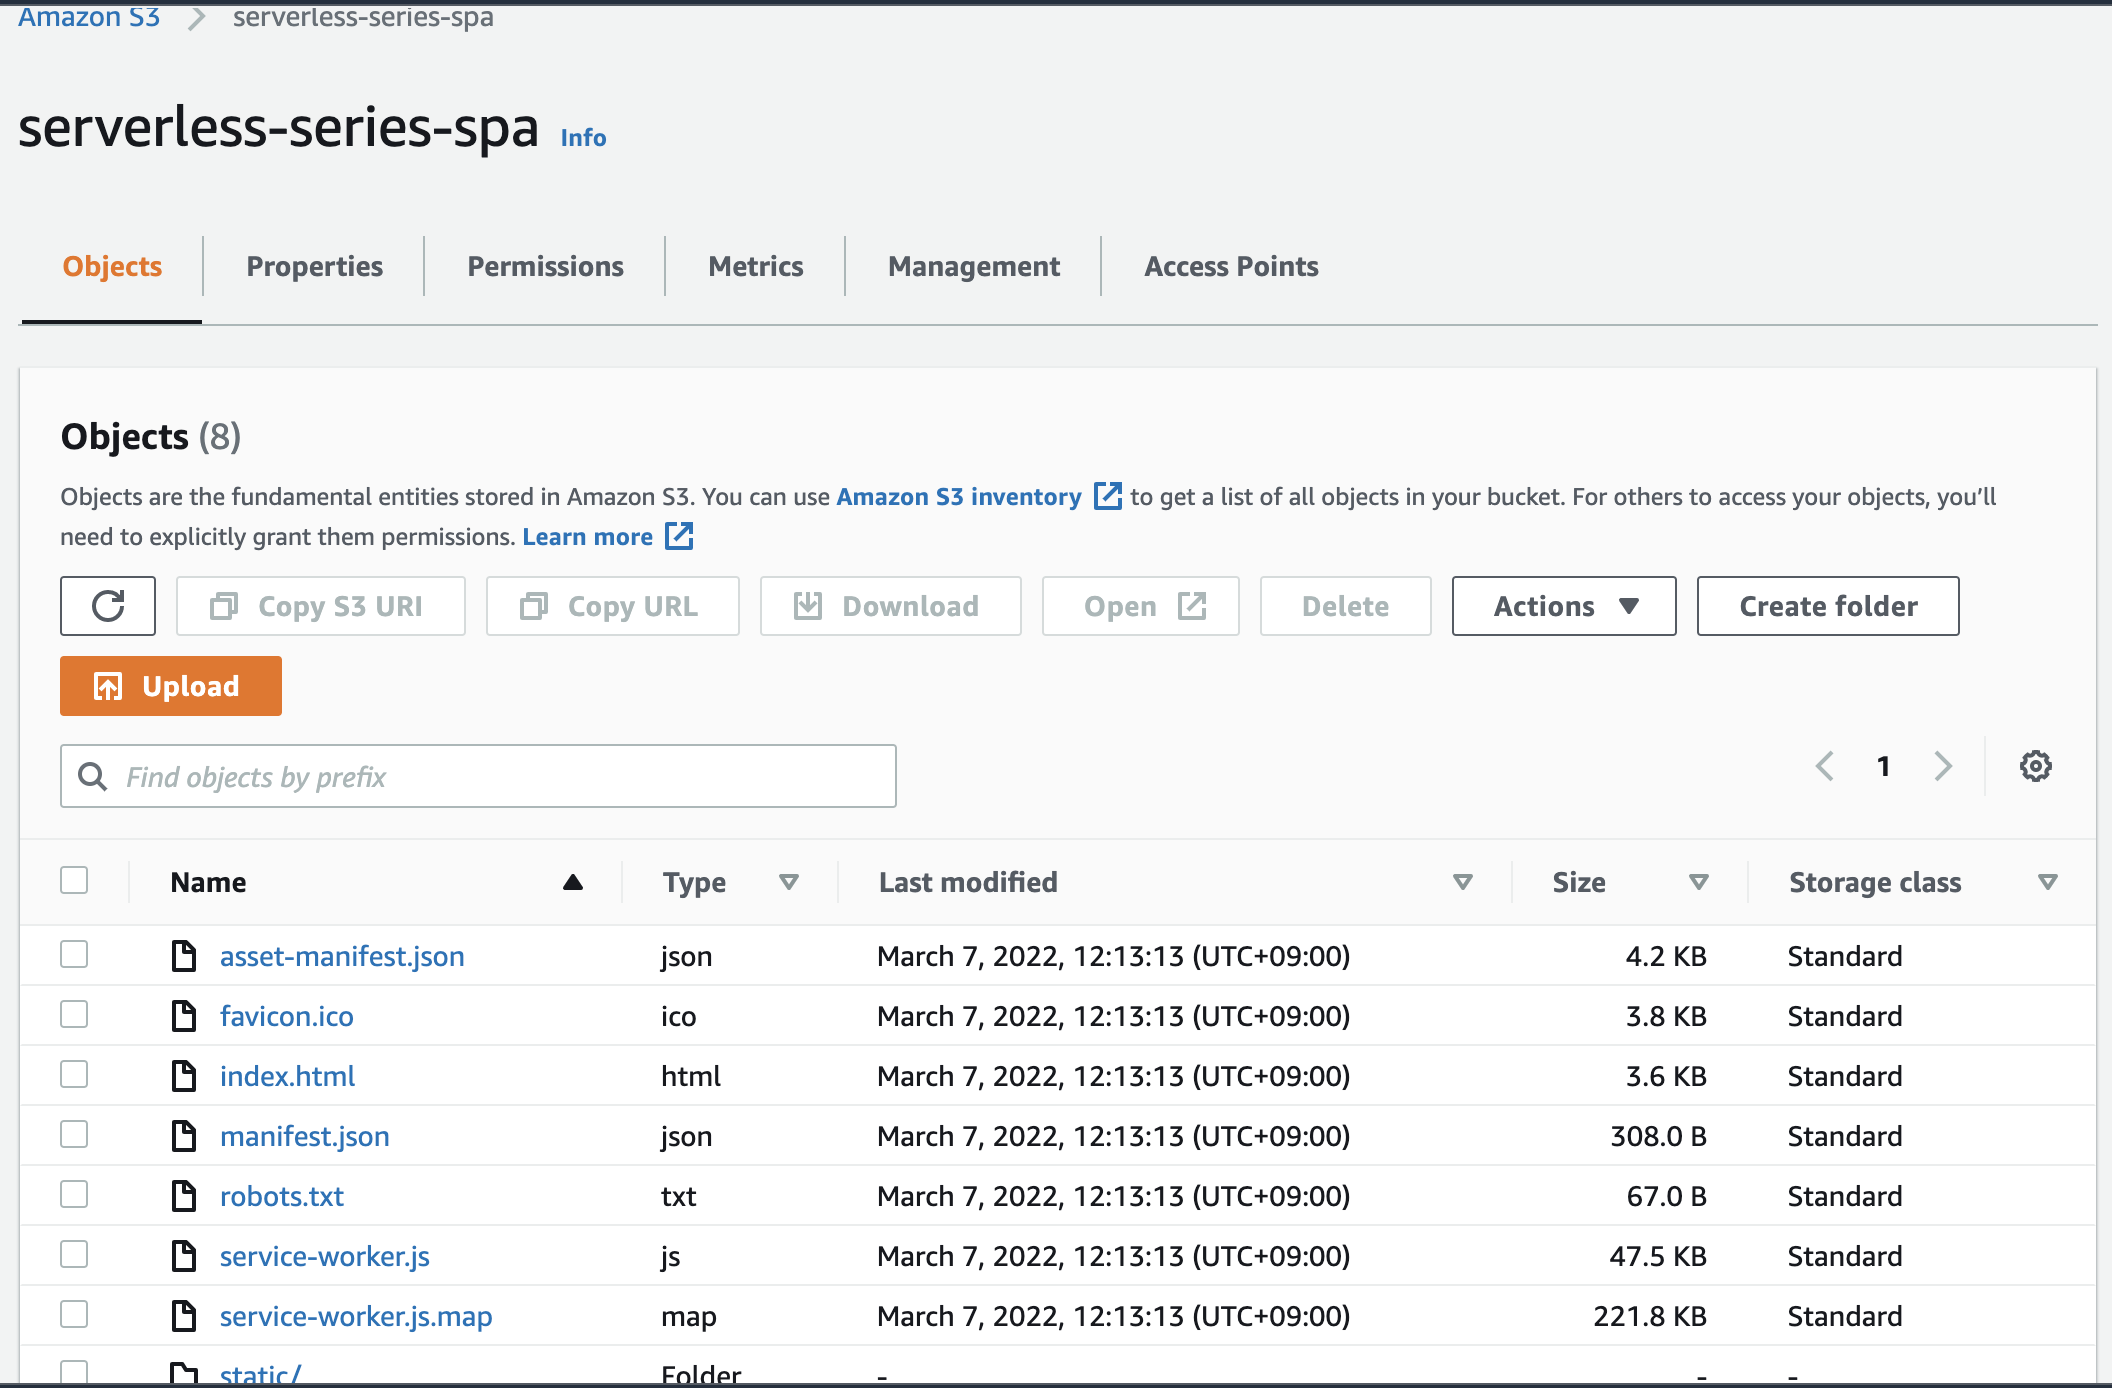 Amazon S3 serverless-series-spa
serverless-series-spa Info
Objects Properties Permissions Metrics Management Access Points
Objects (8)
Objects are the fundamental entities stored in Amazon S3. You can use Amazon S3 inventory to get a list of all objects in your bucket. For others to access your objects, you’ll
need to explicitly grant them permissions. Learn more
Copy S3 URI Copy URL Download Open Delete Actions Create folder
Upload
Find objects by prefix 1
Name Type Last modified Size Storage class
asset-manifest.json json March 7, 2022, 12:13:13 (UTC+09:00) 4.2 KB Standard
favicon.ico ico March 7, 2022, 12:13:13 (UTC+09:00) 3.8 KB Standard
index.html html March 7, 2022, 12:13:13 (UTC+09:00) 3.6 KB Standard
manifest.json json March 7, 2022, 12:13:13 (UTC+09:00) 308.0 B Standard
robots.txt txt March 7, 2022, 12:13:13 (UTC+09:00) 67.0 B Standard
service-worker.js js March 7, 2022, 12:13:13 (UTC+09:00) 47.5 KB Standard
service-worker.js.map map March 7, 2022, 12:13:13 (UTC+09:00) 221.8 KB Standard
static/ Folder - - -